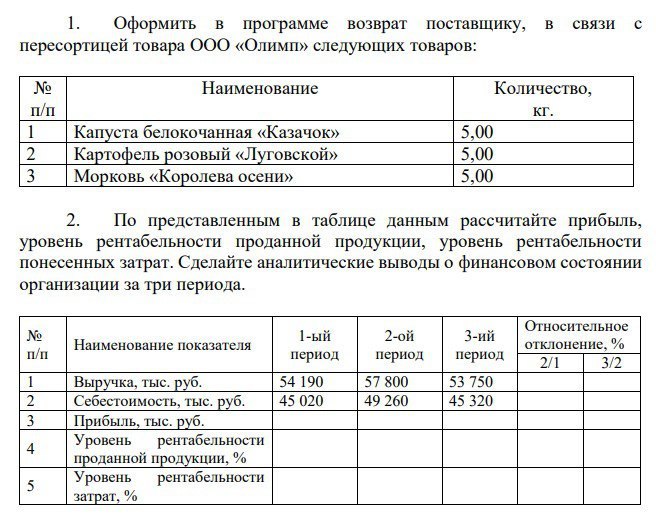 1. Оформить в программе возврат поставщику, в связи с
пересортицей товара ООО «Олимп» следующих товаров:
№ п/п Наименование Количество, кг.
1 Капуста белокочанная «Казачок» 5,00
2 Картофель розовый «Луговской» 5,00
3 Морковь «Королева осени» 5,00
2. По представленным в таблице данным рассчитайте прибыль,
уровень рентабельности проданной продукции, уровень рентабельности
понесенных затрат. Сделайте аналитические выводы о финансовом состоянии
организации за три периода.
№ п/п Наименование показателя 1-ый период 2-ой период 3-ий период Относительное отклонение, %
2/1 3/2
1 Выручка, тыс. руб. 54 190 57 800 53 750
2 Себестоимость, тыс. руб. 45 020 49 260 45 320
3 Прибыль, тыс. руб.
4 Уровень рентабельности
проданной продукции, %
5 Уровень рентабельности
затрат, %